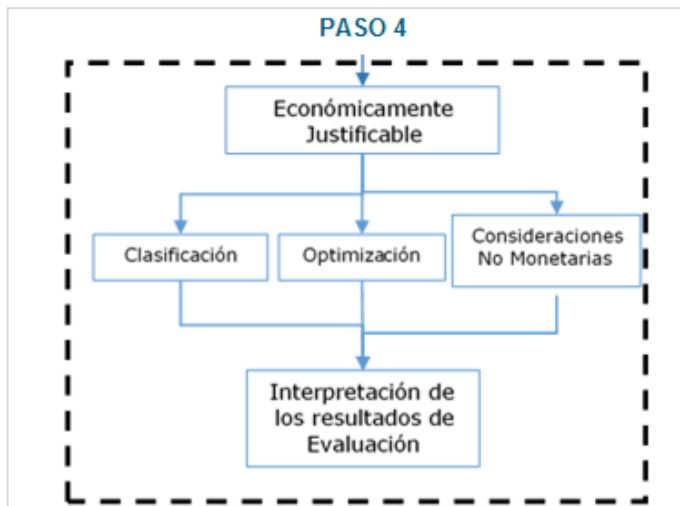 PASO 4
Económicamente
Justificable
Clasificación
Optimización
Consideraciones
No Monetarias
Interpretación de
los resultados de
Evaluación